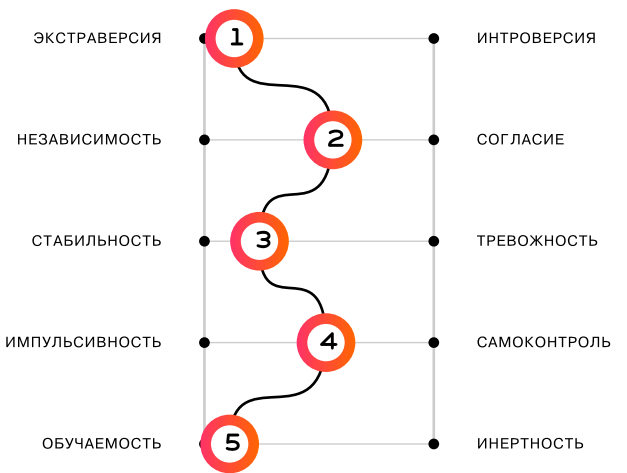 ЭКСТРАВЕРСИЯ 1 ИНТРОВЕРСИЯ
НЕЗАВИСИМОСТЬ 2 СОГЛАСИЕ
СТАБИЛЬНОСТЬ 3 ТРЕВОЖНОСТЬ
ИМПУЛЬСИВНОСТЬ 4 САМОКОНТРОЛЬ
ОБУЧАЕМОСТЬ 5 ИНЕРТНОСТЬ